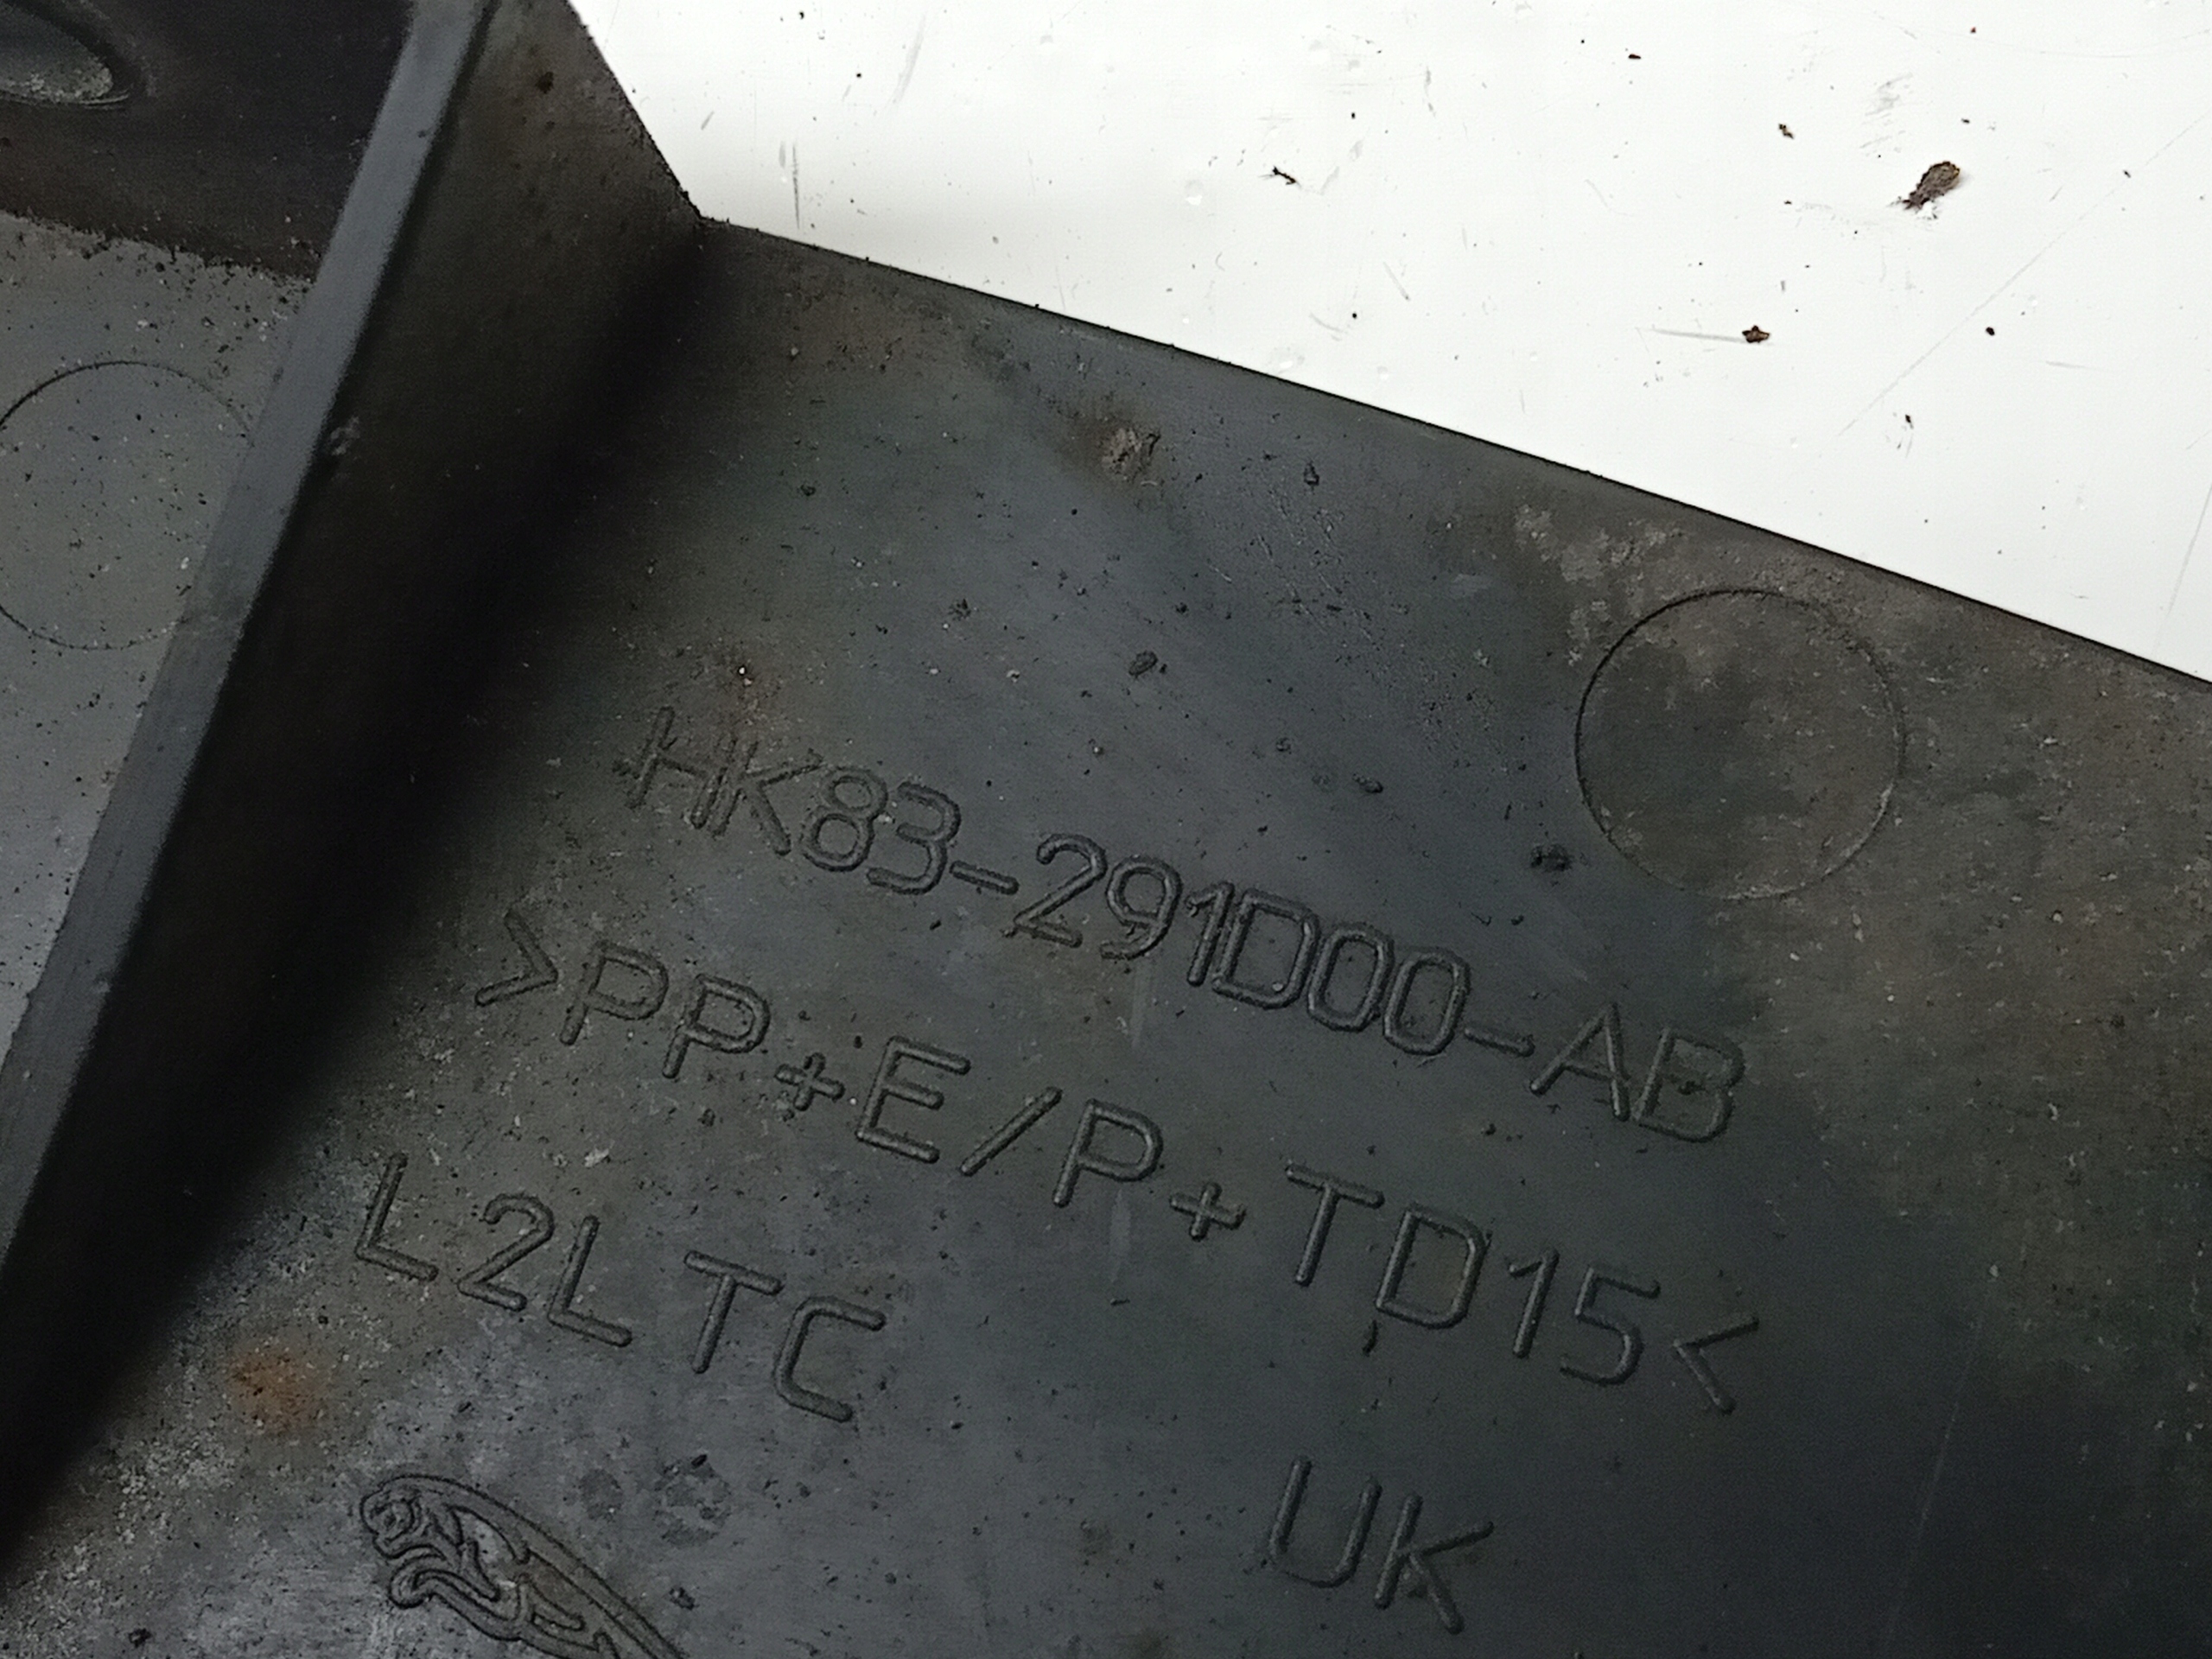 HK83-291D00-AB
>PP+E/P+TD15<
L2LTC
UK